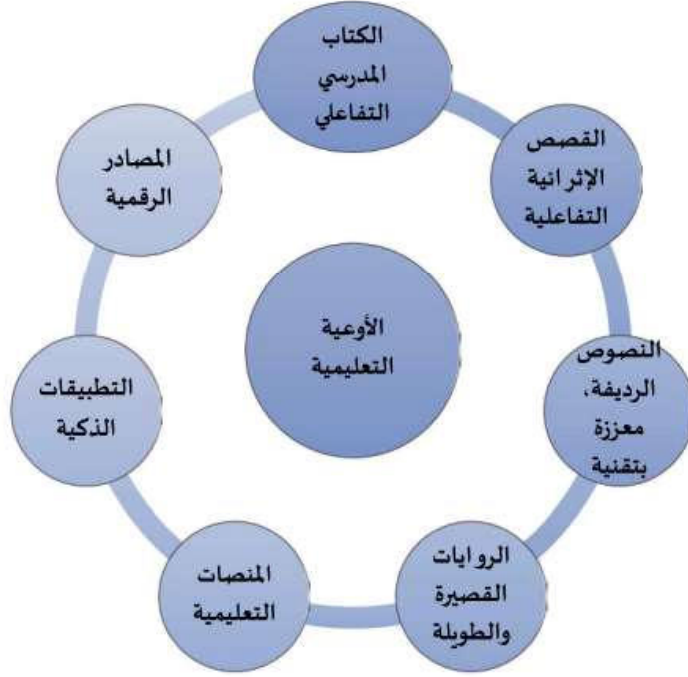 الكتاب
المدرسي
التفاعلي
القصص
الإثرائية
التفاعلية
النصوص
الرديفة،
معززة
بتقنية
الروايات
القصيرة
والطويلة
المنصات
التعليمية
التطبيقات
الذكية
المصادر
الرقمية
الأوعية
التعليمية